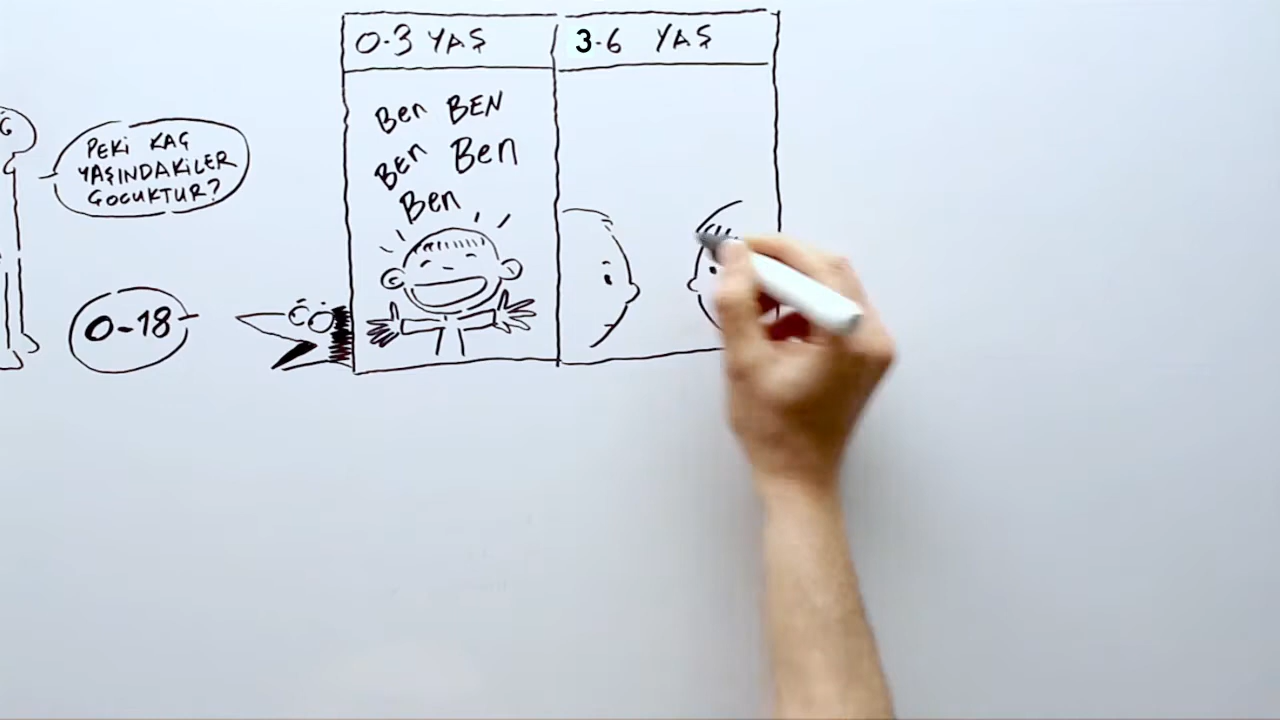 PEKİ KAÇ
YAŞINDAKİLER
ÇOCUKTUR?
0-18
0-3 YAŞ
3-6 YAŞ
Ben BEN
BEN Ben
Ben